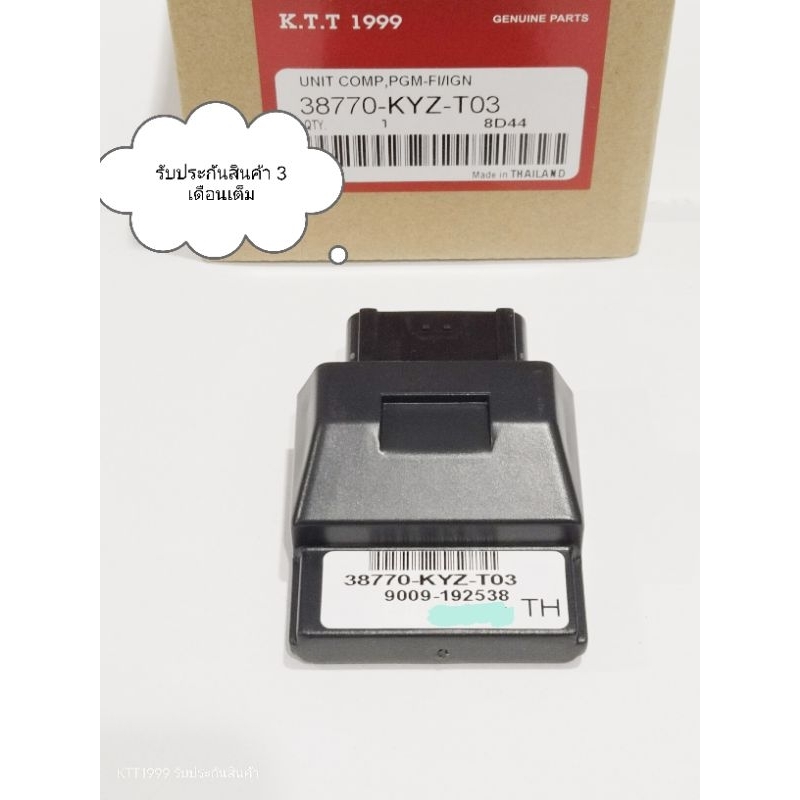 K.T.T 1999
GENUINE PARTS
UNIT COMP,PGM-FI/IGN
38770-KYZ-T03
QTY. 1 8D44
Made in THAILAND
รับประกันสินค้า 3
เดือนเต็ม
38770-KYZ-T03
9009-192538
TH
KTT1999 รับประกันสินค้า